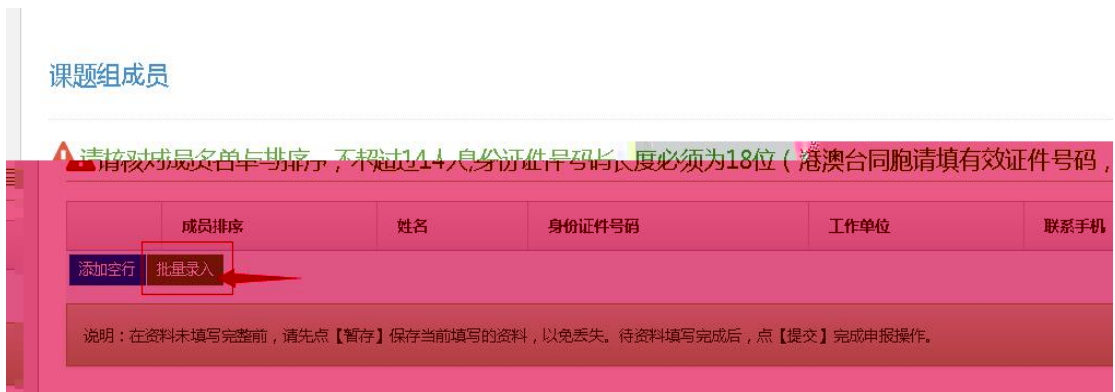 课题组成员
请核对成员名单与排序,不超过14人,身份证件号码长度必须为18位(港澳台同胞请填有效证件号码,
成员排序 姓名 身份证件号码 工作单位 联系手机
添加空行 批量录入
说明:在资料未填写完整前,请先点【暂存】保存当前填写的资料,以免丢失。待资料填写完成后,点【提交】完成申报操作。